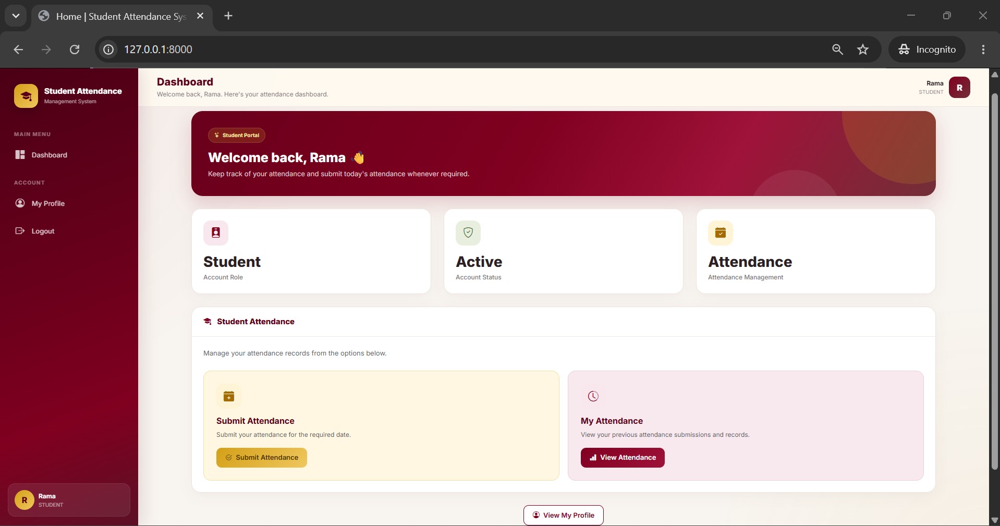 Home | Student Attendance Sys
127.0.0.1:8000
Incognito
Student Attendance
Management System
MAIN MENU
Dashboard
ACCOUNT
My Profile
Logout
R
Rama
STUDENT
Dashboard
Welcome back, Rama. Here's your attendance dashboard.
Rama
STUDENT
R
Student Portal
Welcome back, Rama 👋
Keep track of your attendance and submit today's attendance whenever required.
Student
Account Role
Active
Account Status
Attendance
Attendance Management
Student Attendance
Manage your attendance records from the options below.
Submit Attendance
Submit your attendance for the required date.
Submit Attendance
My Attendance
View your previous attendance submissions and records.
View Attendance
View My Profile